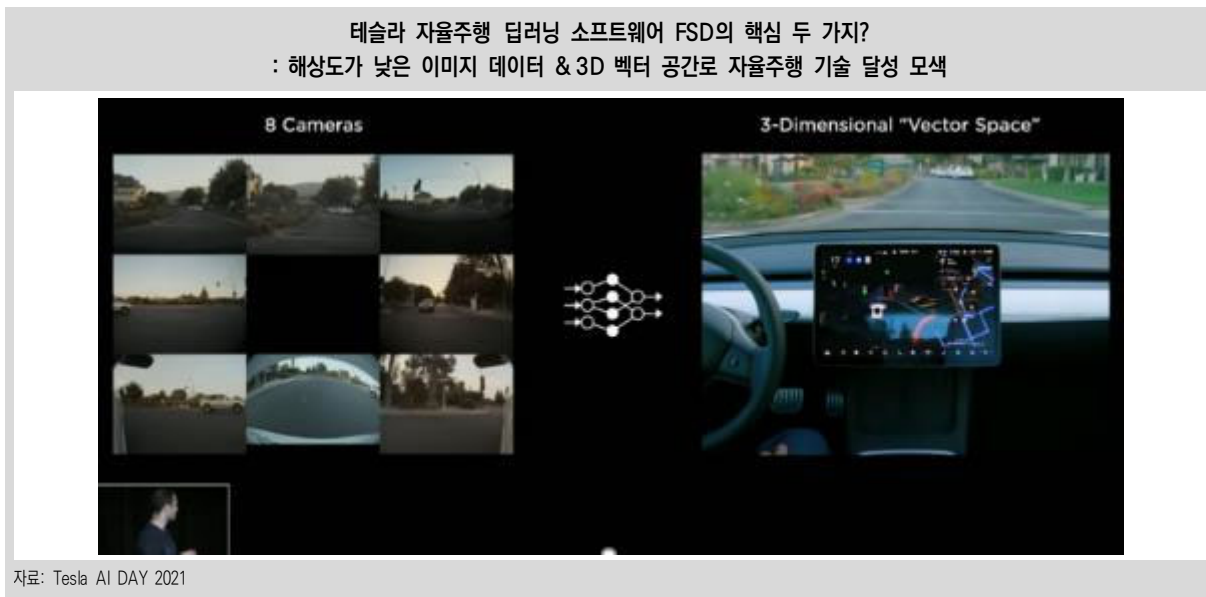 테슬라 자율주행 딥러닝 소프트웨어 FSD의 핵심 두 가지?
: 해상도가 낮은 이미지 데이터 & 3D 벡터 공간로 자율주행 기술 달성 모색
8 Cameras
3-Dimensional "Vector Space"
자료: Tesla AI DAY 2021